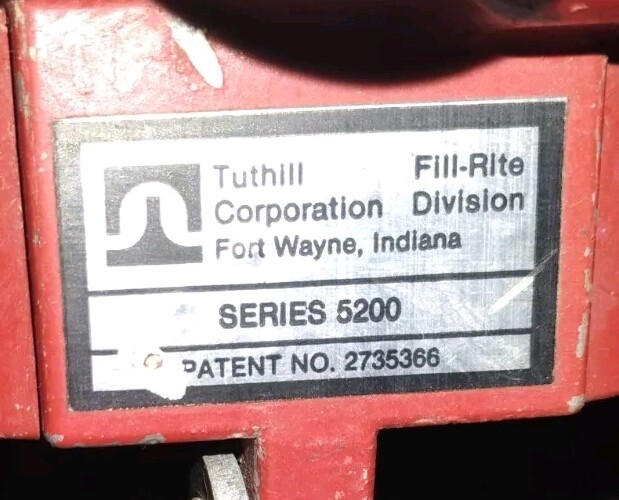 Tuthill Fill-Rite
Corporation Division
Fort Wayne, Indiana
SERIES 5200
PATENT NO. 2735366